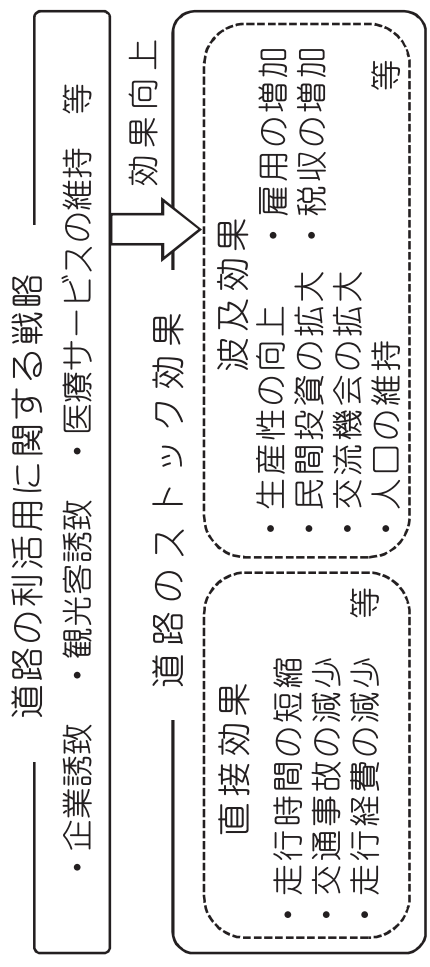 道路の利活用に関する戦略
・企業誘致　・観光客誘致　・医療サービスの維持　等
効果向上
道路のストック効果
直接効果
・走行時間の短縮
・交通事故の減少
・走行経費の減少
等
波及効果
・生産性の向上　・雇用の増加
・民間投資の拡大　・税収の増加
・交流機会の拡大
・人口の維持
等